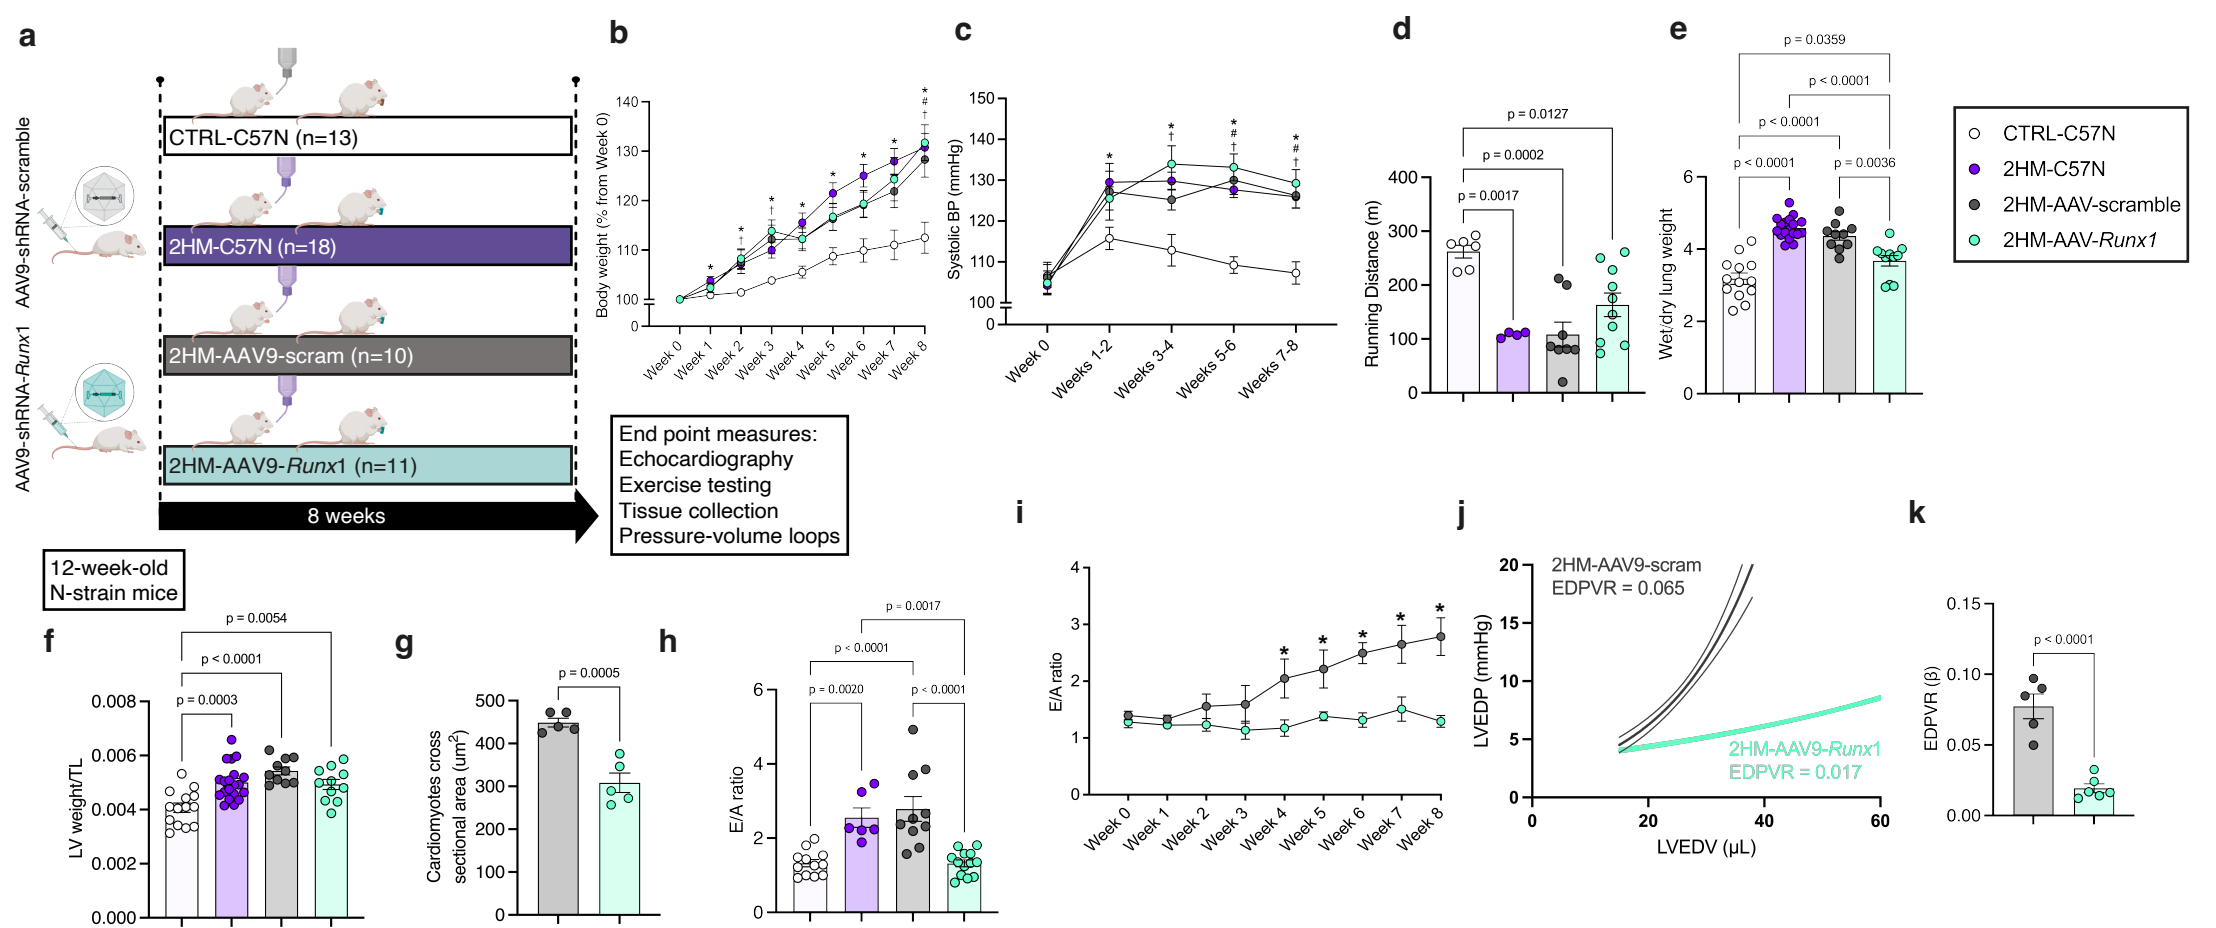 a
AAV9-shRNA-scramble
AAV9-shRNA-Runx1
CTRL-C57N (n=13)
2HM-C57N (n=18)
2HM-AAV9-scram (n=10)
2HM-AAV9-Runx1 (n=11)
8 weeks
12-week-old
N-strain mice
End point measures:
Echocardiography
Exercise testing
Tissue collection
Pressure-volume loops
b
Body weight (% from Week 0)
140
130
120
110
100
0
* 
*
†
*
†
*
*
*
*
*
#
†
Week 0
Week 1
Week 2
Week 3
Week 4
Week 5
Week 6
Week 7
Week 8
c
Systolic BP (mmHg)
150
140
130
120
110
100
0
*
*
†
*
#
†
*
#
†
Week 0
Weeks 1-2
Weeks 3-4
Weeks 5-6
Weeks 7-8
d
p = 0.0127
p = 0.0002
p = 0.0017
Running Distance (m)
400
300
200
100
0
e
p = 0.0359
p < 0.0001
p < 0.0001
p < 0.0001
p = 0.0036
Wet/dry lung weight
6
4
2
0
CTRL-C57N
2HM-C57N
2HM-AAV-scramble
2HM-AAV-Runx1
f
p = 0.0054
p < 0.0001
p = 0.0003
LV weight/TL
0.008
0.006
0.004
0.002
0.000
g
p = 0.0005
Cardiomyotes cross
sectional area (um²)
500
400
300
200
100
0
h
p = 0.0017
p < 0.0001
p = 0.0020
p < 0.0001
E/A ratio
6
4
2
0
i
E/A ratio
4
3
2
1
0
*
*
*
*
*
Week 0
Week 1
Week 2
Week 3
Week 4
Week 5
Week 6
Week 7
Week 8
j
LVEDP (mmHg)
20
15
10
5
0
2HM-AAV9-scram
EDPVR = 0.065
2HM-AAV9-Runx1
EDPVR = 0.017
0
20
40
60
LVEDV (µL)
k
p < 0.0001
EDPVR (β)
0.15
0.10
0.05
0.00